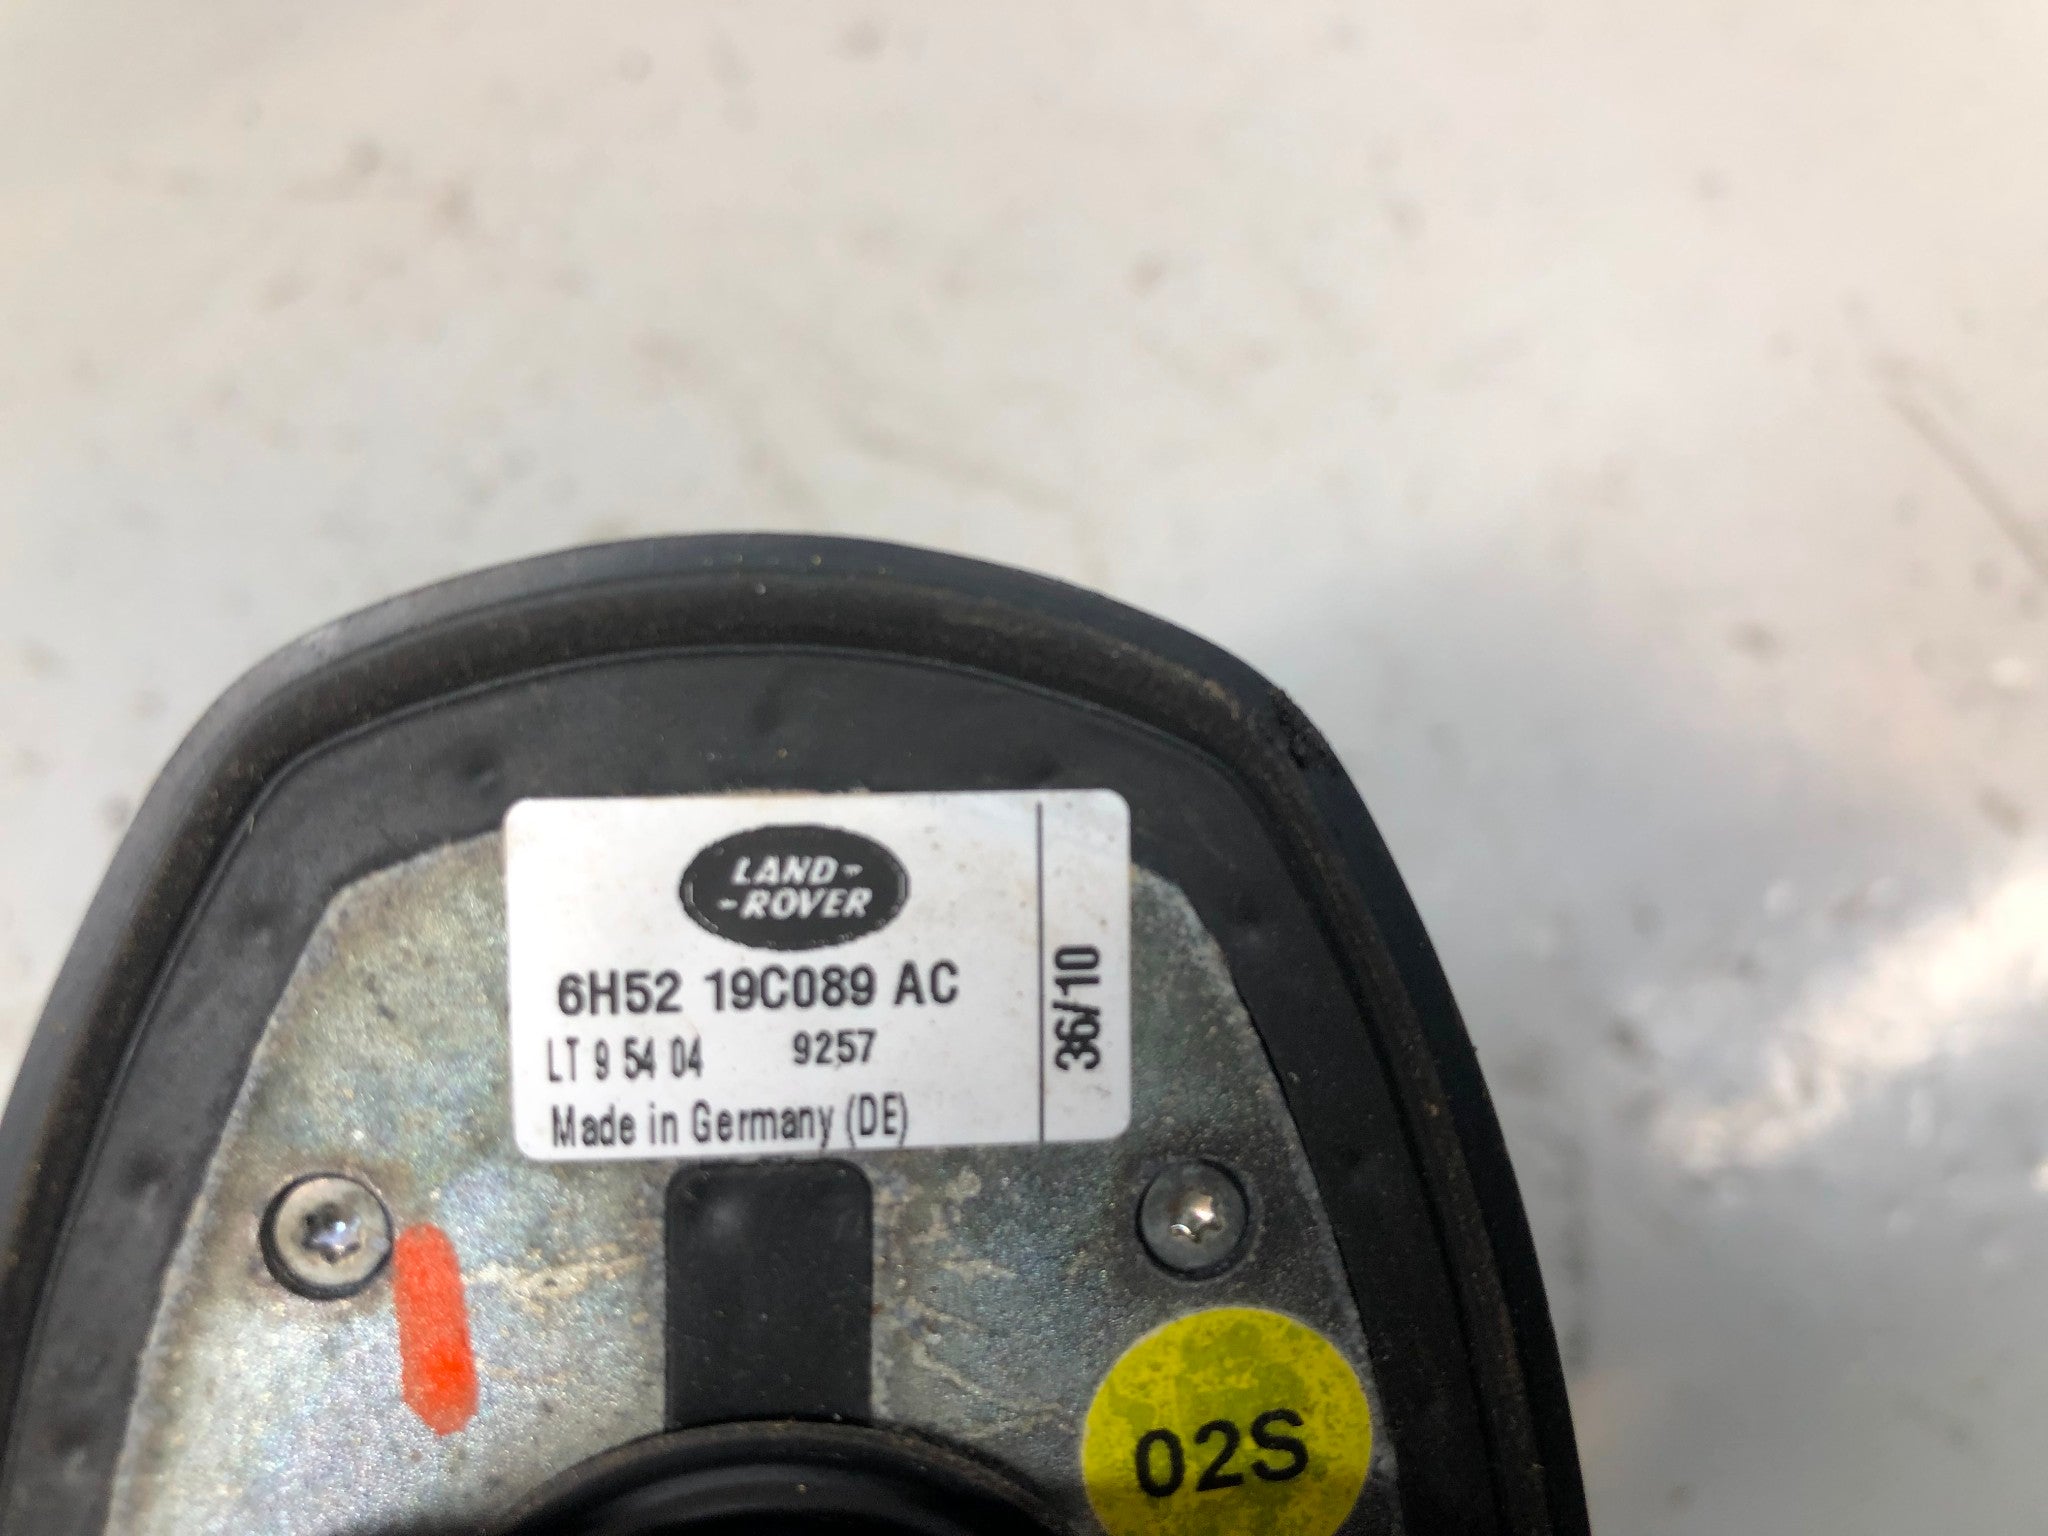 LAND-
-ROVER
6H52 19C089 AC
LT 9 54 04 9257
Made in Germany (DE)
36/10
02S